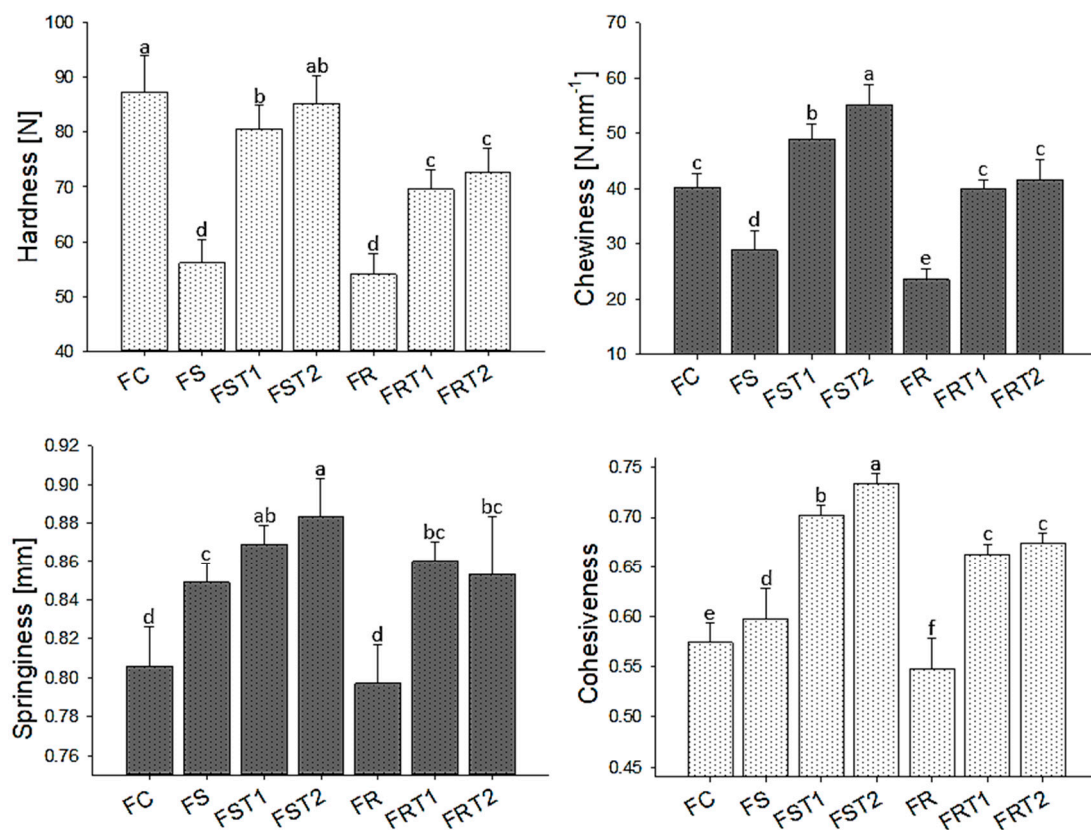 Hardness [N]
100
90
80
70
60
50
40
a
d
b
ab
d
c
c
FC
FS
FST1
FST2
FR
FRT1
FRT2
Chewiness [N.mm⁻¹]
70
60
50
40
30
20
10
c
d
b
a
e
c
c
FC
FS
FST1
FST2
FR
FRT1
FRT2
Springiness [mm]
0.92
0.90
0.88
0.86
0.84
0.82
0.80
0.78
0.76
d
c
ab
a
d
bc
bc
FC
FS
FST1
FST2
FR
FRT1
FRT2
Cohesiveness
0.75
0.70
0.65
0.60
0.55
0.50
0.45
e
d
b
a
f
c
c
FC
FS
FST1
FST2
FR
FRT1
FRT2